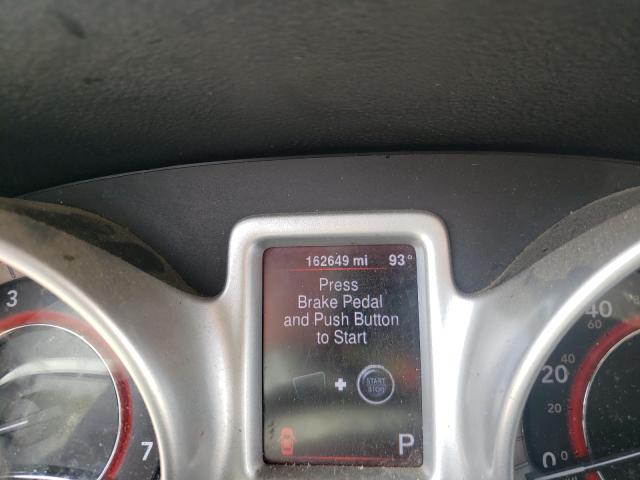 162649 mi 93°
Press
Brake Pedal
and Push Button
to Start
START
STOP
P
3
7
40
60
20
40
20
0
0